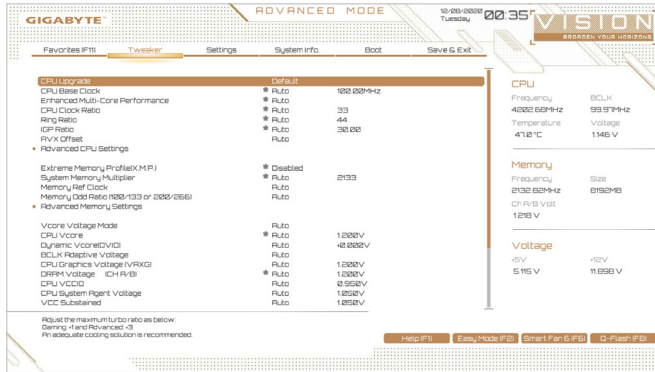 GIGABYTE
ADVANCED MODE
12/08/2020
Tuesday
00:35
VISION
BROADEN YOUR HORIZONS
Favorites (F11)
Tweaker
Settings
System Info.
Boot
Save & Exit
CPU Upgrade Default
CPU Base Clock Auto 100.00MHz
Enhanced Multi-Core Performance Auto
CPU Clock Ratio Auto 33
Ring Ratio Auto 44
IGP Ratio Auto 30.00
AVX Offset Auto
Advanced CPU Settings
Extreme Memory Profile(X.M.P.) Disabled
System Memory Multiplier Auto 2133
Memory Ref Clock Auto
Memory Odd Ratio (100/133 or 200/266) Auto
Advanced Memory Settings
Vcore Voltage Mode Auto
CPU Vcore Auto 1.200V
Dynamic Vcore(DVID) Auto +0.000V
BCLK Adaptive Voltage Auto
CPU Graphics Voltage (VAXG) Auto 1.200V
DRAM Voltage (CH A/B) Auto 1.200V
CPU VCCIO Auto 0.950V
CPU System Agent Voltage Auto 1.050V
VCC Substained Auto 1.050V
CPU
Frequency BCLK
4202.68MHz 99.97MHz
Temperature Voltage
47.0 °C 1.146 V
Memory
Frequency Size
2132.82MHz 8192MB
Ch A/B Volt
1.218 V
Voltage
+5V +12V
5.115 V 11.898 V
Adjust the maximum turbo ratio as below:
Gaming: +1 and Advanced: +3
An adequate cooling solution is recommended.
Help (F1)
Easy Mode (F2)
Smart Fan 6 (F6)
Q-Flash (F8)